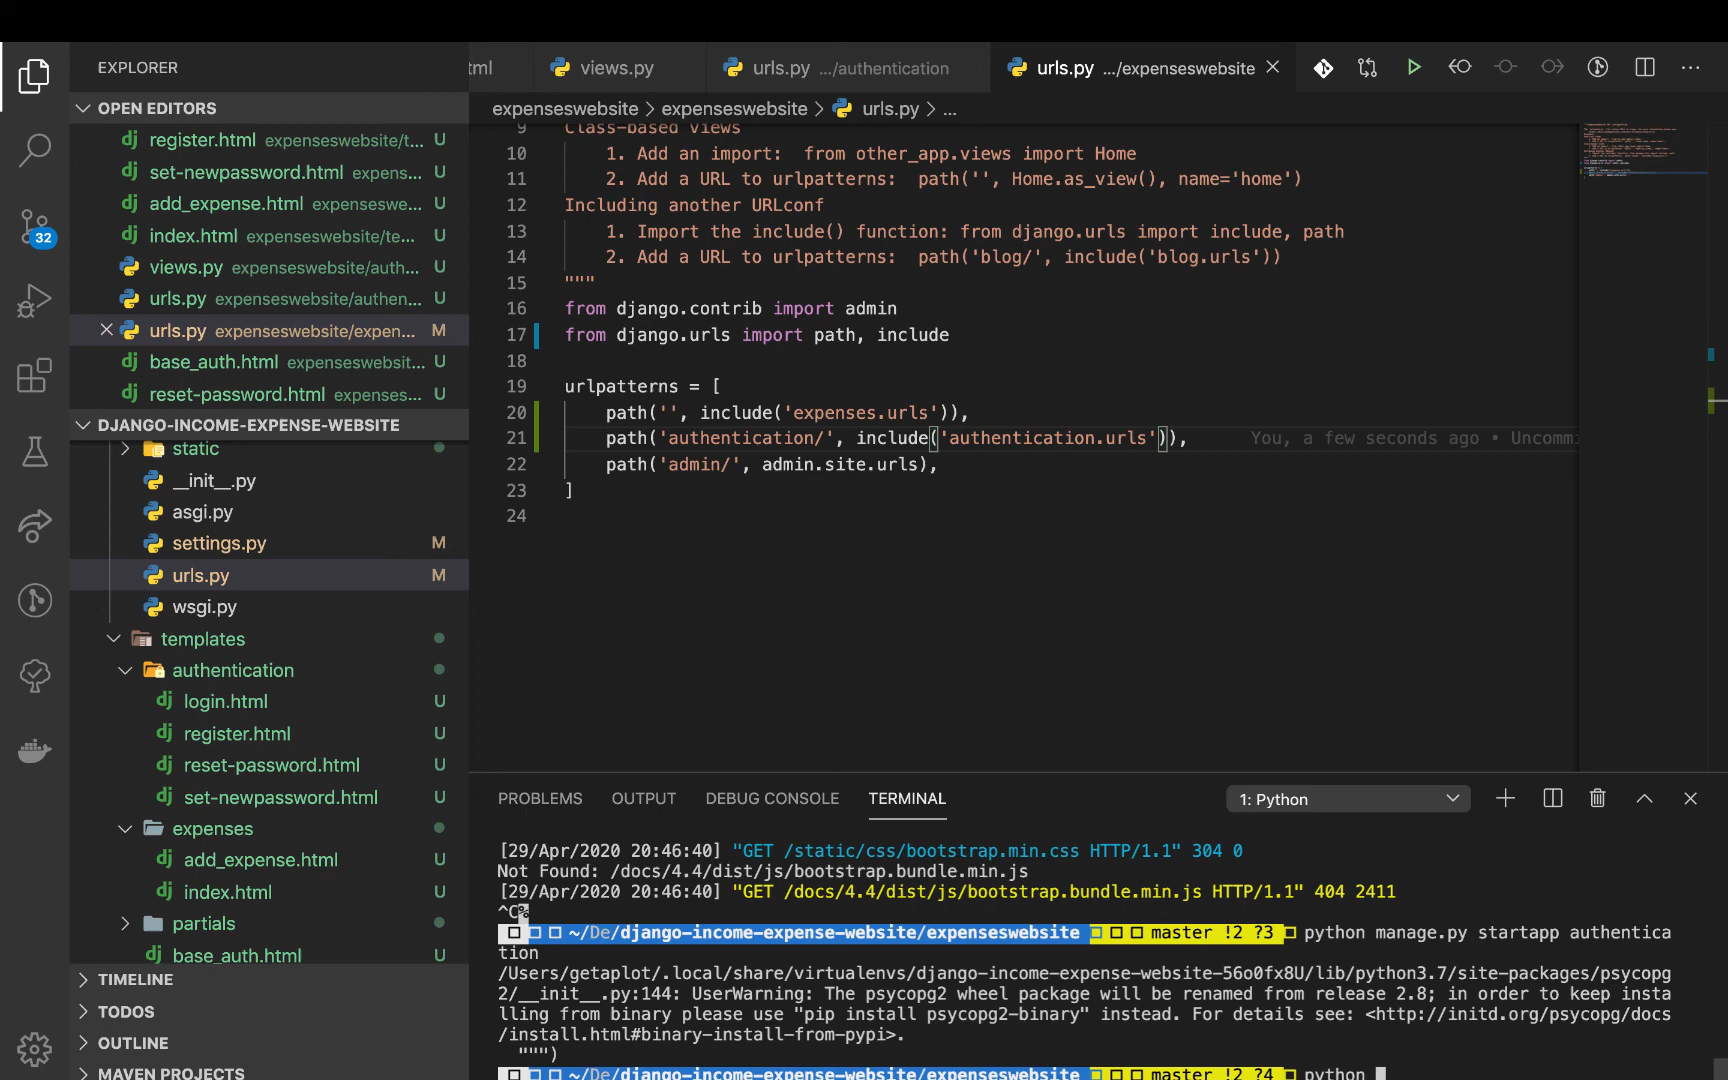 EXPLORER
OPEN EDITORS
register.html expenseswebsite/t... U
set-newpassword.html expens... U
add_expense.html expenseswe... U
index.html expenseswebsite/te... U
views.py expenseswebsite/auth... U
urls.py expenseswebsite/authen... U
urls.py expenseswebsite/expen... M
base_auth.html expenseswebsit... U
reset-password.html expenses... U
32
DJANGO-INCOME-EXPENSE-WEBSITE
static
__init__.py
asgi.py
settings.py M
urls.py M
wsgi.py
templates
authentication
login.html U
register.html U
reset-password.html U
set-newpassword.html U
expenses
add_expense.html U
index.html U
partials
base_auth.html U
TIMELINE
TODOS
OUTLINE
MAVEN PROJECTS
tml views.py urls.py .../authentication urls.py .../expenseswebsite
expenseswebsite > expenseswebsite > urls.py > ...
9 Class-based views
10 1. Add an import:  from other_app.views import Home
11 2. Add a URL to urlpatterns:  path('', Home.as_view(), name='home')
12 Including another URLconf
13 1. Import the include() function: from django.urls import include, path
14 2. Add a URL to urlpatterns:  path('blog/', include('blog.urls'))
15 """
16 from django.contrib import admin
17 from django.urls import path, include
18
19 urlpatterns = [
20 path('', include('expenses.urls')),
21 path('authentication/', include('authentication.urls')), You, a few seconds ago • Uncommi
22 path('admin/', admin.site.urls),
23 ]
24
PROBLEMS OUTPUT DEBUG CONSOLE TERMINAL 1: Python
[29/Apr/2020 20:46:40] "GET /static/css/bootstrap.min.css HTTP/1.1" 304 0
Not Found: /docs/4.4/dist/js/bootstrap.bundle.min.js
[29/Apr/2020 20:46:40] "GET /docs/4.4/dist/js/bootstrap.bundle.min.js HTTP/1.1" 404 2411
^C%
~/De/django-income-expense-website/expenseswebsite master !2 ?3 python manage.py startapp authentica
tion
/Users/getaplot/.local/share/virtualenvs/django-income-expense-website-56o0fx8U/lib/python3.7/site-packages/psycopg
2/__init__.py:144: UserWarning: The psycopg2 wheel package will be renamed from release 2.8; in order to keep insta
lling from binary please use "pip install psycopg2-binary" instead. For details see: <http://initd.org/psycopg/docs
/install.html#binary-install-from-pypi>.
""")
~/De/django-income-expense-website/expenseswebsite master !2 ?4 python